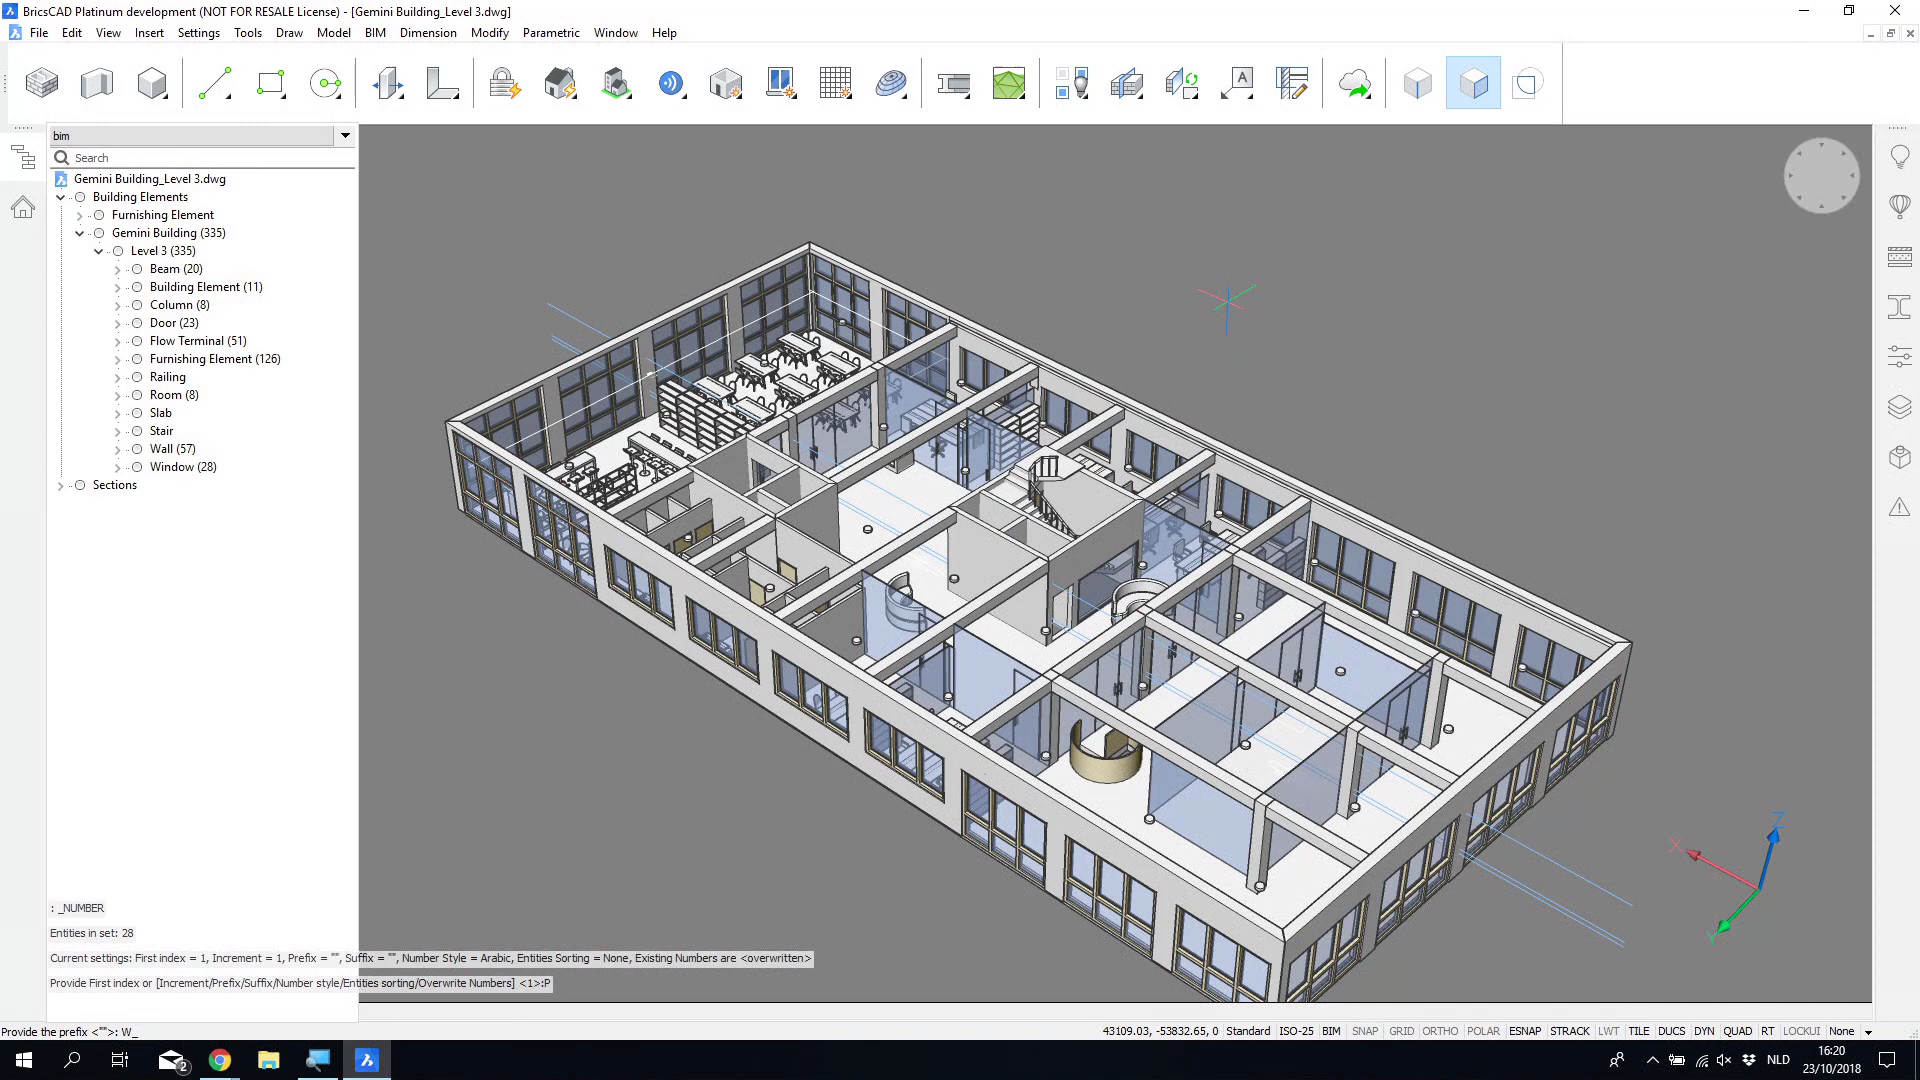 BricsCAD Platinum development (NOT FOR RESALE License) - [Gemini Building_Level 3.dwg]
File Edit View Insert Settings Tools Draw Model BIM Dimension Modify Parametric Window Help
A
bim
Search
Gemini Building_Level 3.dwg
Building Elements
Furnishing Element
Gemini Building (335)
Level 3 (335)
Beam (20)
Building Element (11)
Column (8)
Door (23)
Flow Terminal (51)
Furnishing Element (126)
Railing
Room (8)
Slab
Stair
Wall (57)
Window (28)
Sections
Z
X
Y
: _NUMBER
Entities in set: 28
Current settings: First index = 1, Increment = 1, Prefix = "", Suffix = "", Number Style = Arabic, Entities Sorting = None, Existing Numbers are <overwritten>
Provide First index or [Increment/Prefix/Suffix/Number style/Entities sorting/Overwrite Numbers] <1>:P
Provide the prefix <"">: W_
43109.03, -53832.65, 0 Standard ISO-25 BIM SNAP GRID ORTHO POLAR ESNAP STRACK LWT TILE DUCS DYN QUAD RT LOCKUI None
2
NLD
16:20
23/10/2018